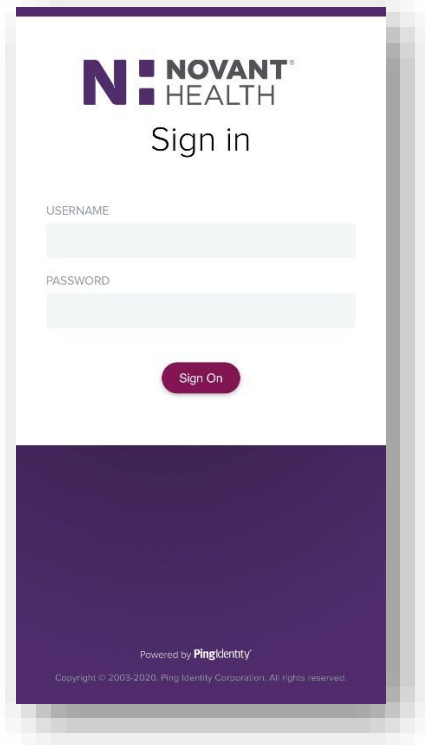 NOVANT®
HEALTH
Sign in
USERNAME
PASSWORD
Sign On
Powered by PingIdentity®
Copyright © 2003-2020. Ping Identity Corporation. All rights reserved.